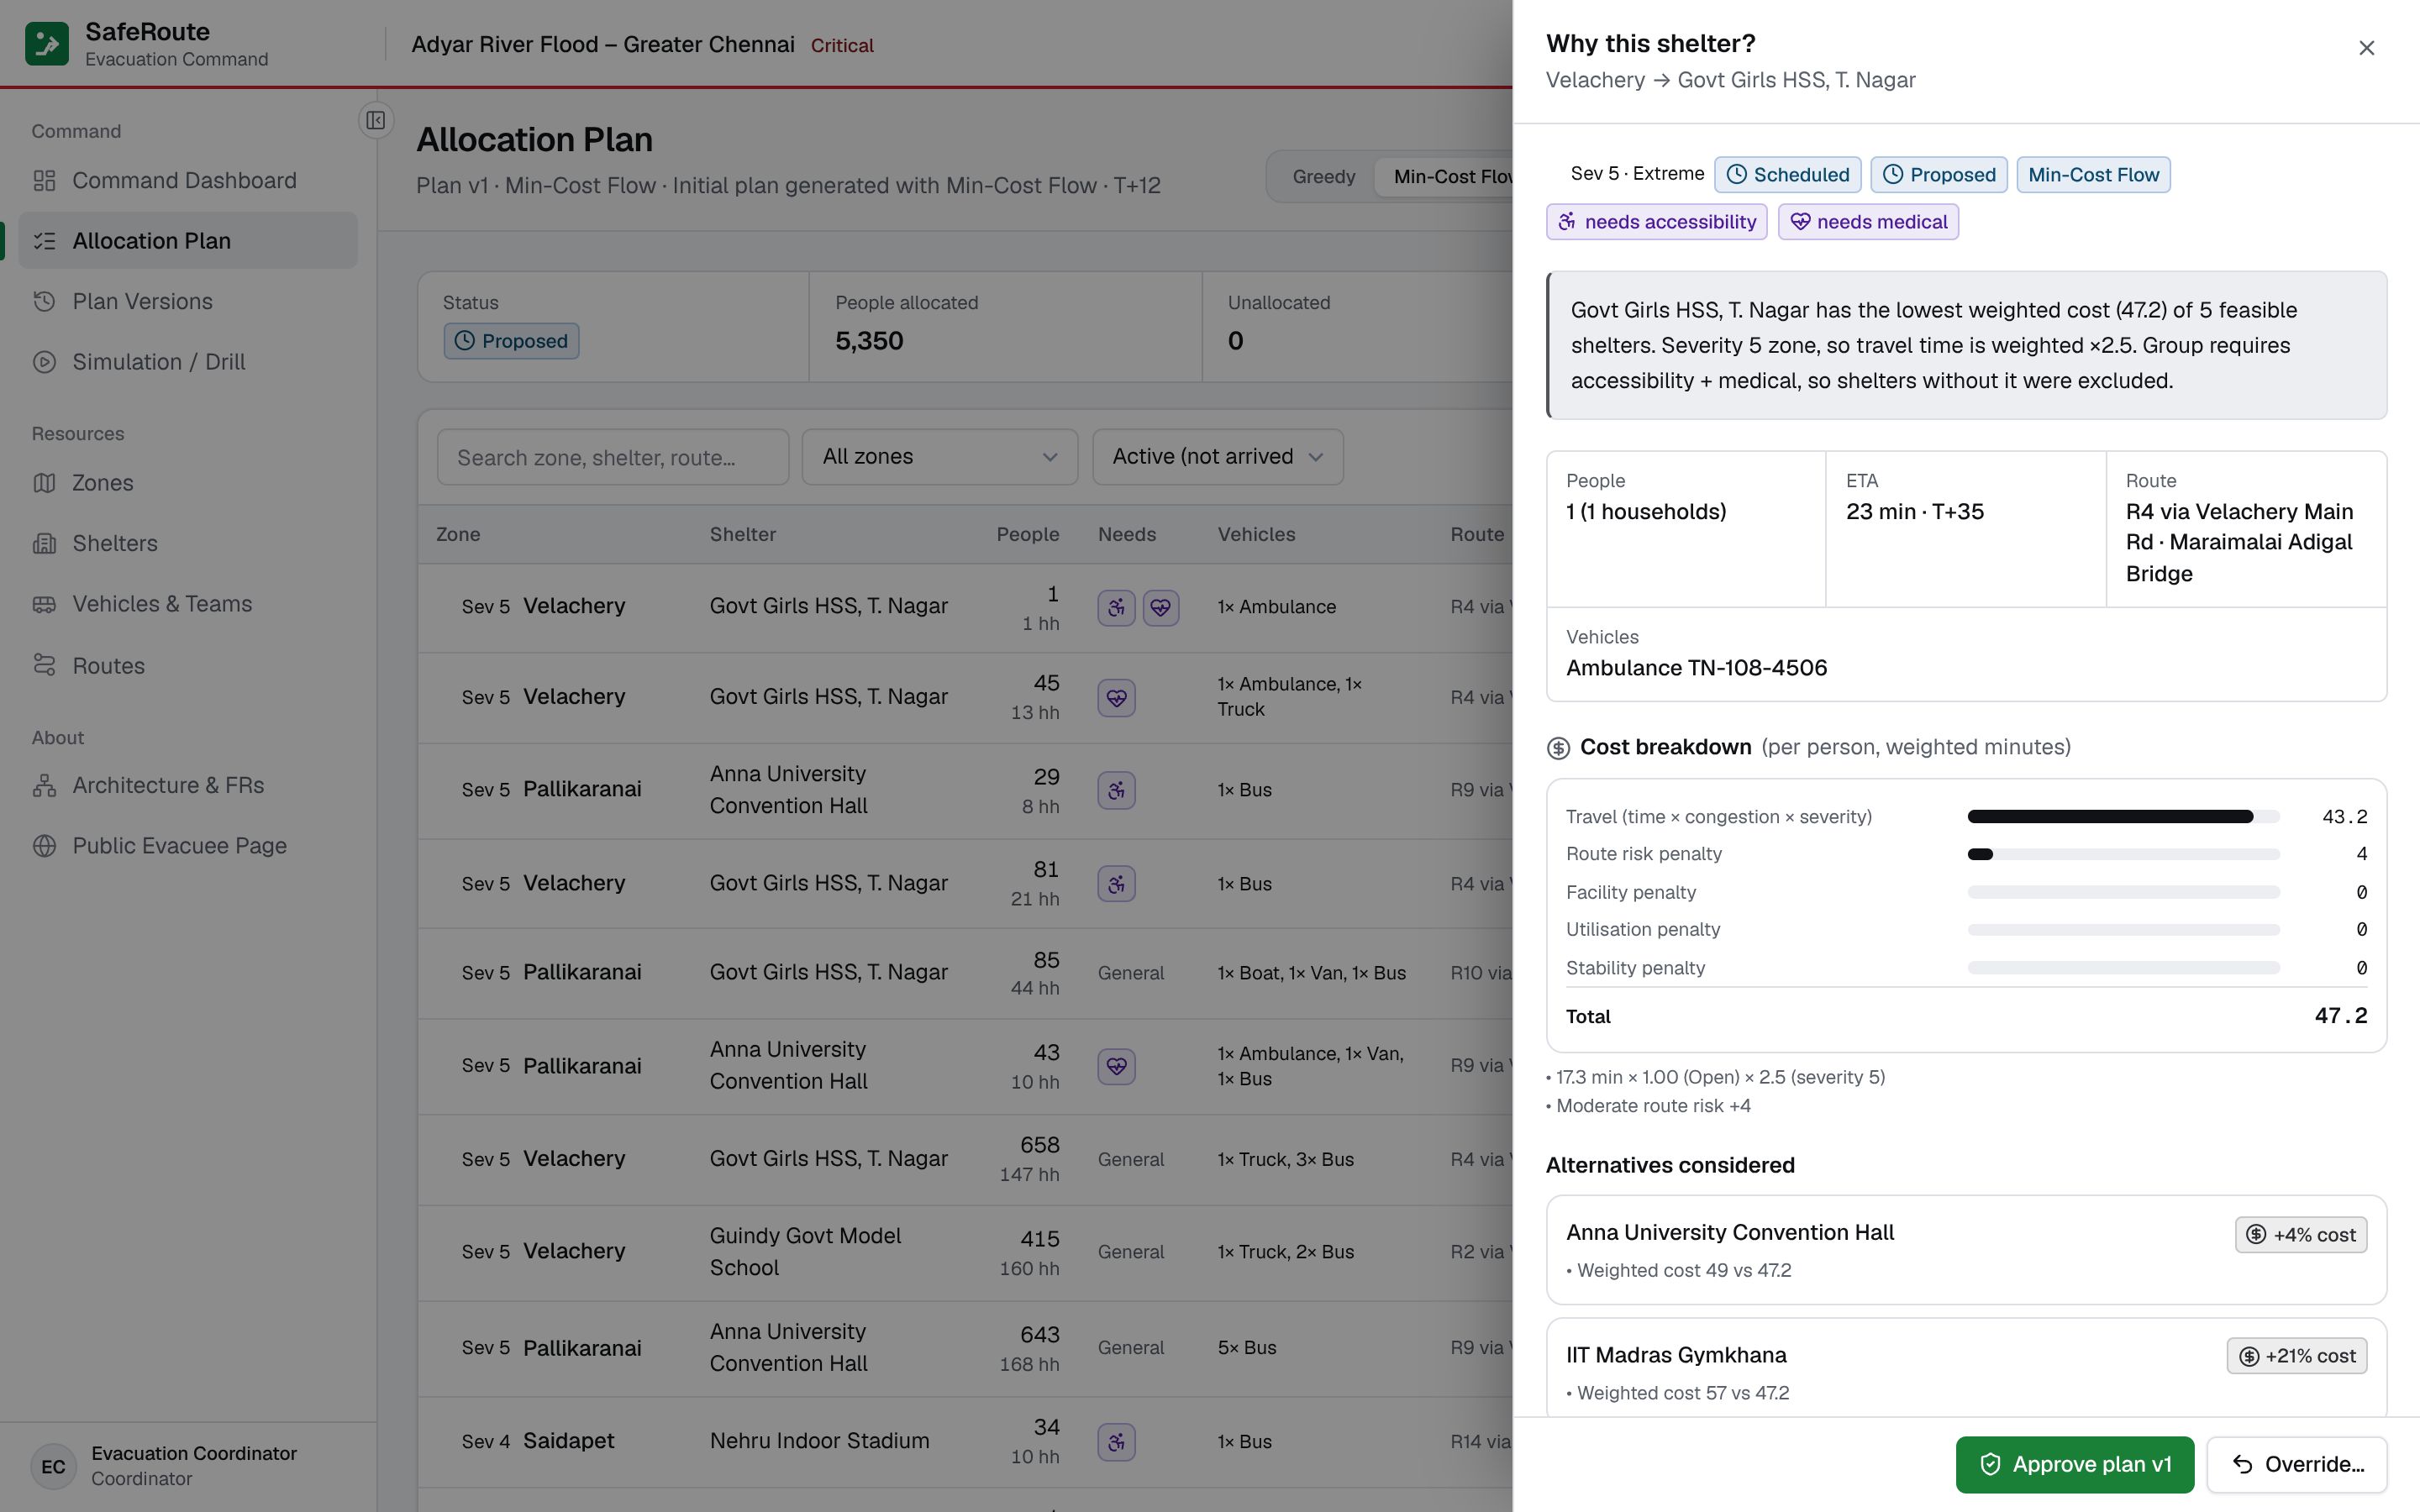 SafeRoute
Evacuation Command
Adyar River Flood – Greater Chennai Critical
Command
Command Dashboard
Allocation Plan
Plan Versions
Simulation / Drill
Resources
Zones
Shelters
Vehicles & Teams
Routes
About
Architecture & FRs
Public Evacuee Page
EC
Evacuation Coordinator
Coordinator
Allocation Plan
Plan v1 · Min-Cost Flow · Initial plan generated with Min-Cost Flow · T+12
Greedy Min-Cost Flow
Status
Proposed
People allocated
5,350
Unallocated
0
Search zone, shelter, route...
All zones
Active (not arrived
Zone Shelter People Needs Vehicles Route
Sev 5 Velachery Govt Girls HSS, T. Nagar 1 1× Ambulance R4 via
1 hh
Sev 5 Velachery Govt Girls HSS, T. Nagar 45 1× Ambulance, 1× R4 via
13 hh Truck
Sev 5 Pallikaranai Anna University 29 1× Bus R9 via
Convention Hall 8 hh
Sev 5 Velachery Govt Girls HSS, T. Nagar 81 1× Bus R4 via
21 hh
Sev 5 Pallikaranai Govt Girls HSS, T. Nagar 85 General 1× Boat, 1× Van, 1× Bus R10 via
44 hh
Sev 5 Pallikaranai Anna University 43 1× Ambulance, 1× Van, R9 via
Convention Hall 10 hh 1× Bus
Sev 5 Velachery Govt Girls HSS, T. Nagar 658 General 1× Truck, 3× Bus R4 via
147 hh
Sev 5 Velachery Guindy Govt Model 415 General 1× Truck, 2× Bus R2 via
School 160 hh
Sev 5 Pallikaranai Anna University 643 General 5× Bus R9 via
Convention Hall 168 hh
Sev 4 Saidapet Nehru Indoor Stadium 34 1× Bus R14 via
10 hh
Why this shelter?
Velachery → Govt Girls HSS, T. Nagar
Sev 5 · Extreme Scheduled Proposed Min-Cost Flow
needs accessibility needs medical
Govt Girls HSS, T. Nagar has the lowest weighted cost (47.2) of 5 feasible
shelters. Severity 5 zone, so travel time is weighted ×2.5. Group requires
accessibility + medical, so shelters without it were excluded.
People
1 (1 households)
ETA
23 min · T+35
Route
R4 via Velachery Main
Rd · Maraimalai Adigal
Bridge
Vehicles
Ambulance TN-108-4506
Cost breakdown (per person, weighted minutes)
Travel (time × congestion × severity) 43.2
Route risk penalty 4
Facility penalty 0
Utilisation penalty 0
Stability penalty 0
Total 47.2
• 17.3 min × 1.00 (Open) × 2.5 (severity 5)
• Moderate route risk +4
Alternatives considered
Anna University Convention Hall +4% cost
• Weighted cost 49 vs 47.2
IIT Madras Gymkhana +21% cost
• Weighted cost 57 vs 47.2
Approve plan v1 Override...